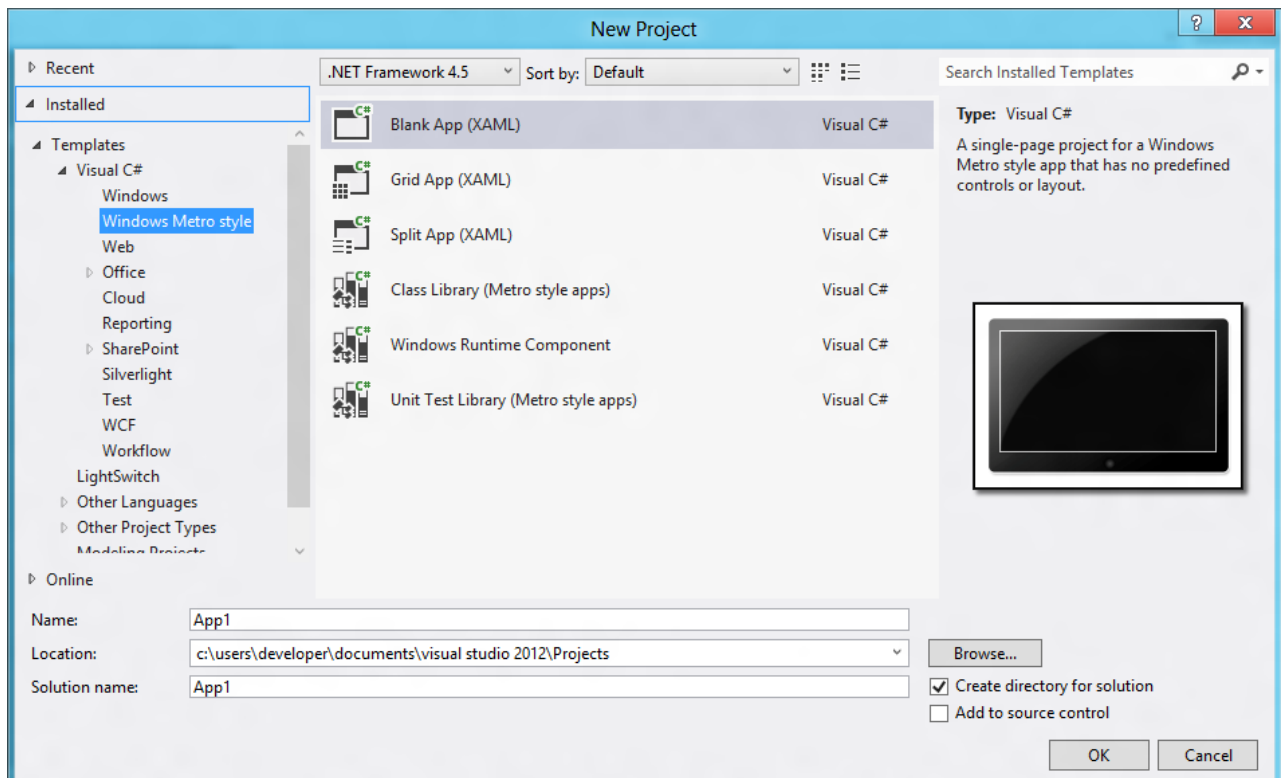 New Project
?
X
Recent
Installed
Templates
Visual C#
Windows
Windows Metro style
Web
Office
Cloud
Reporting
SharePoint
Silverlight
Test
WCF
Workflow
LightSwitch
Other Languages
Other Project Types
Modeling Projects
Online
.NET Framework 4.5
Sort by: Default
C# Blank App (XAML) Visual C#
C# Grid App (XAML) Visual C#
C# Split App (XAML) Visual C#
C# Class Library (Metro style apps) Visual C#
C# Windows Runtime Component Visual C#
C# Unit Test Library (Metro style apps) Visual C#
Search Installed Templates
Type: Visual C#
A single-page project for a Windows
Metro style app that has no predefined
controls or layout.
Name: App1
Location: c:\users\developer\documents\visual studio 2012\Projects
Browse...
Solution name: App1
Create directory for solution
Add to source control
OK
Cancel